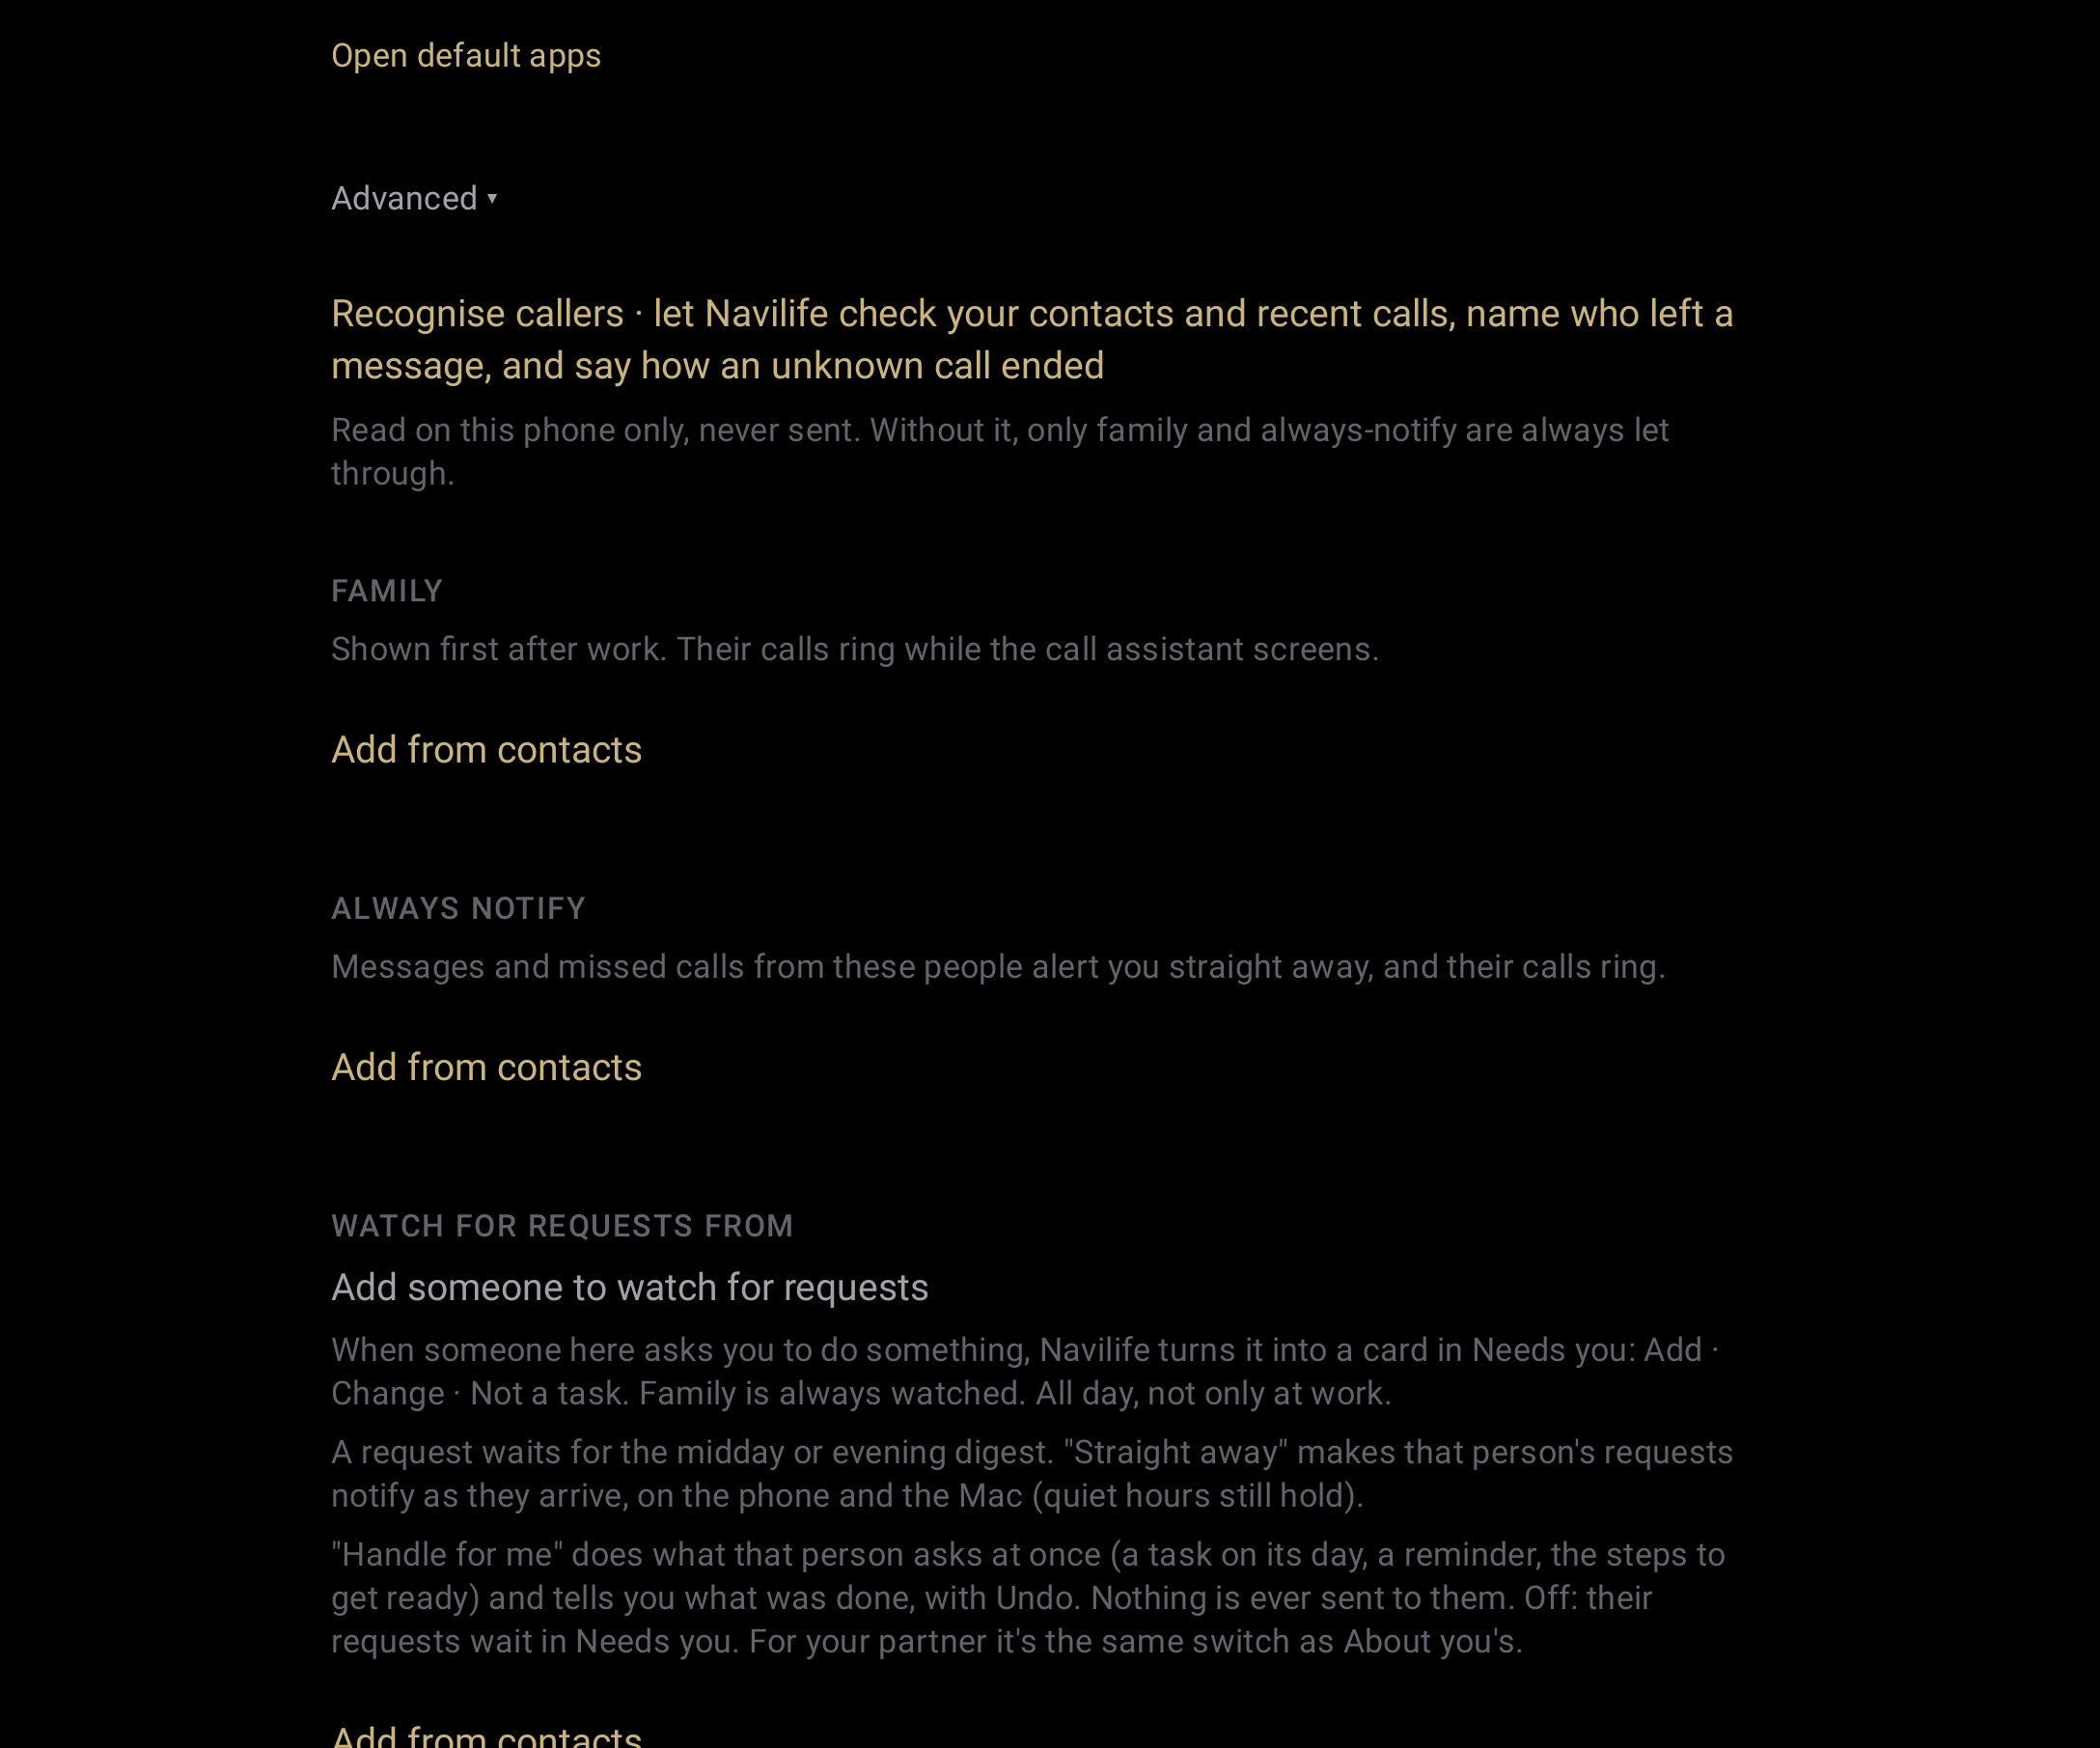 Open default apps
Advanced ▾
Recognise callers · let Navilife check your contacts and recent calls, name who left a
message, and say how an unknown call ended
Read on this phone only, never sent. Without it, only family and always-notify are always let
through.
FAMILY
Shown first after work. Their calls ring while the call assistant screens.
Add from contacts
ALWAYS NOTIFY
Messages and missed calls from these people alert you straight away, and their calls ring.
Add from contacts
WATCH FOR REQUESTS FROM
Add someone to watch for requests
When someone here asks you to do something, Navilife turns it into a card in Needs you: Add ·
Change · Not a task. Family is always watched. All day, not only at work.
A request waits for the midday or evening digest. "Straight away" makes that person's requests
notify as they arrive, on the phone and the Mac (quiet hours still hold).
"Handle for me" does what that person asks at once (a task on its day, a reminder, the steps to
get ready) and tells you what was done, with Undo. Nothing is ever sent to them. Off: their
requests wait in Needs you. For your partner it's the same switch as About you's.
Add from contacts